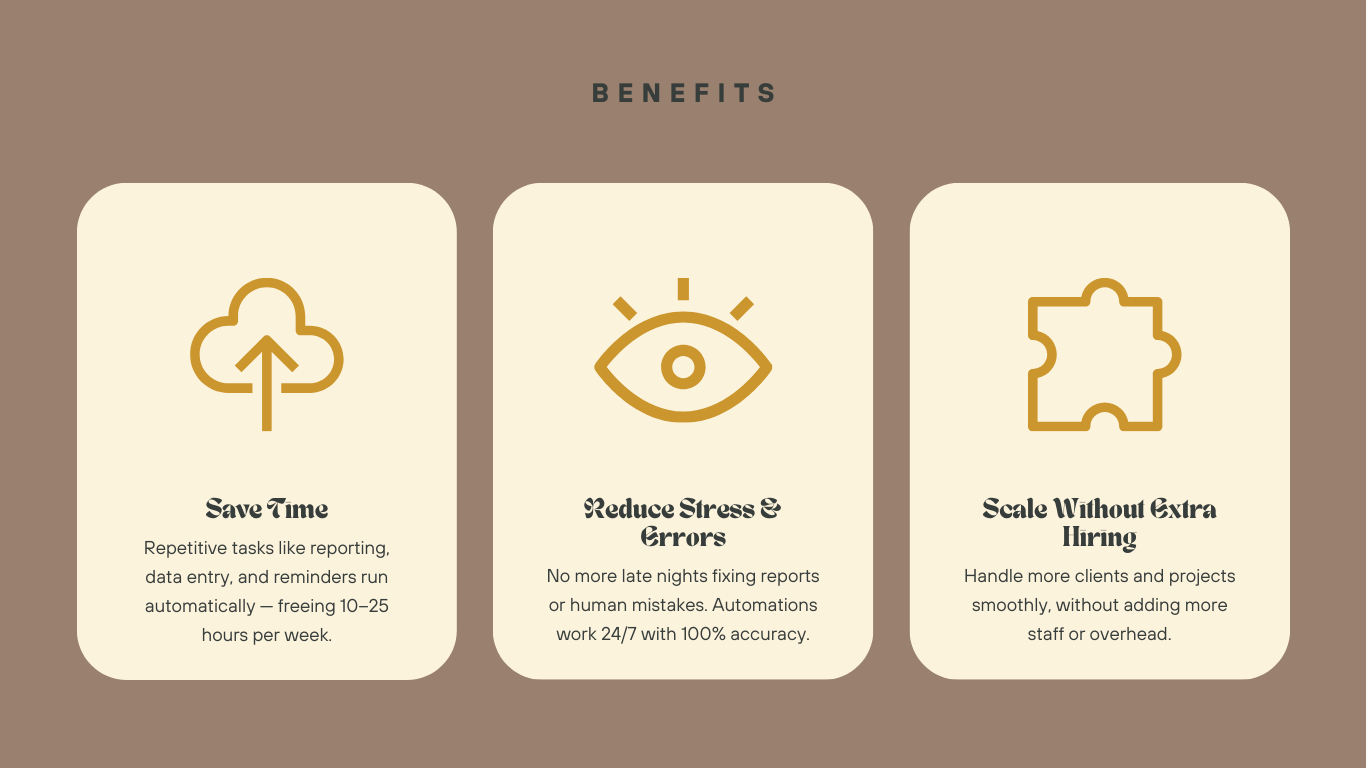 BENEFITS
Save Time
Repetitive tasks like reporting,
data entry, and reminders run
automatically — freeing 10–25
hours per week.
Reduce Stress &
Errors
No more late nights fixing reports
or human mistakes. Automations
work 24/7 with 100% accuracy.
Scale Without Extra
Hiring
Handle more clients and projects
smoothly, without adding more
staff or overhead.